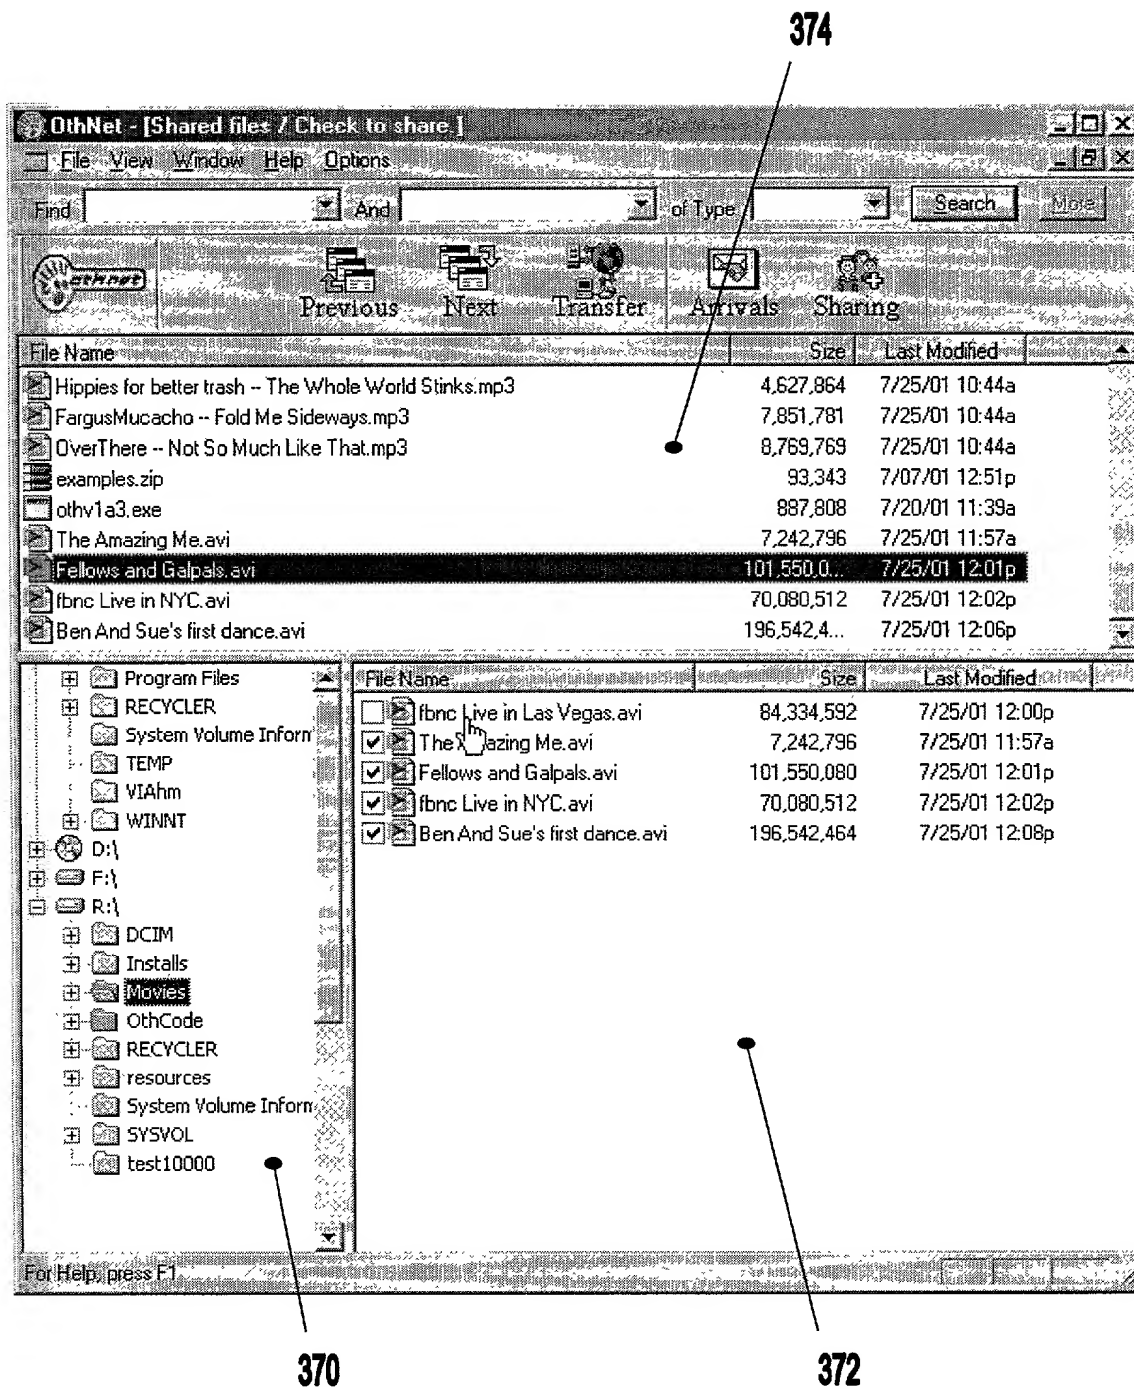 374
OthNet - [Shared files / Check to share ]
File View Window Help Options
Find And of Type Search More
othnet
Previous Next Transfer Arrivals Sharing
File Name Size Last Modified
Hippies for better trash -- The Whole World Stinks.mp3 4,627,864 7/25/01 10:44a
FargusMucacho -- Fold Me Sideways.mp3 7,851,781 7/25/01 10:44a
OverThere -- Not So Much Like That.mp3 8,769,769 7/25/01 10:44a
examples.zip 93,343 7/07/01 12:51p
othv1a3.exe 887,808 7/20/01 11:39a
The Amazing Me.avi 7,242,796 7/25/01 11:57a
Fellows and Galpals.avi 101,550,0... 7/25/01 12:01p
fbnc Live in NYC.avi 70,080,512 7/25/01 12:02p
Ben And Sue's first dance.avi 196,542,4... 7/25/01 12:06p
Program Files
RECYCLER
System Volume Inform
TEMP
VIAhm
WINNT
D:\
F:\
R:\
DCIM
Installs
Movies
OthCode
RECYCLER
resources
System Volume Inform
SYSVOL
test10000
File Name Size Last Modified
fbnc Live in Las Vegas.avi 84,334,592 7/25/01 12:00p
The azing Me.avi 7,242,796 7/25/01 11:57a
Fellows and Galpals.avi 101,550,080 7/25/01 12:01p
fbnc Live in NYC.avi 70,080,512 7/25/01 12:02p
Ben And Sue's first dance.avi 196,542,464 7/25/01 12:08p
For Help, press F1
370
372